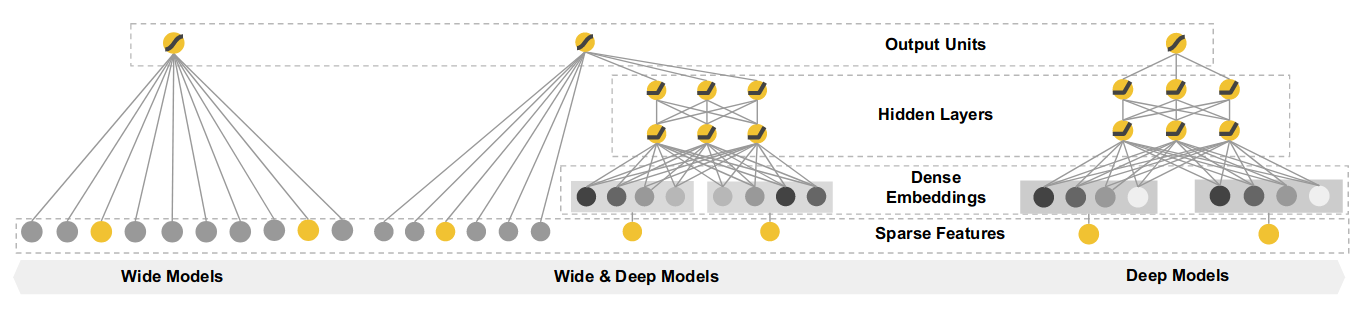 Output Units
Hidden Layers
Dense
Embeddings
Sparse Features
Wide Models
Wide & Deep Models
Deep Models